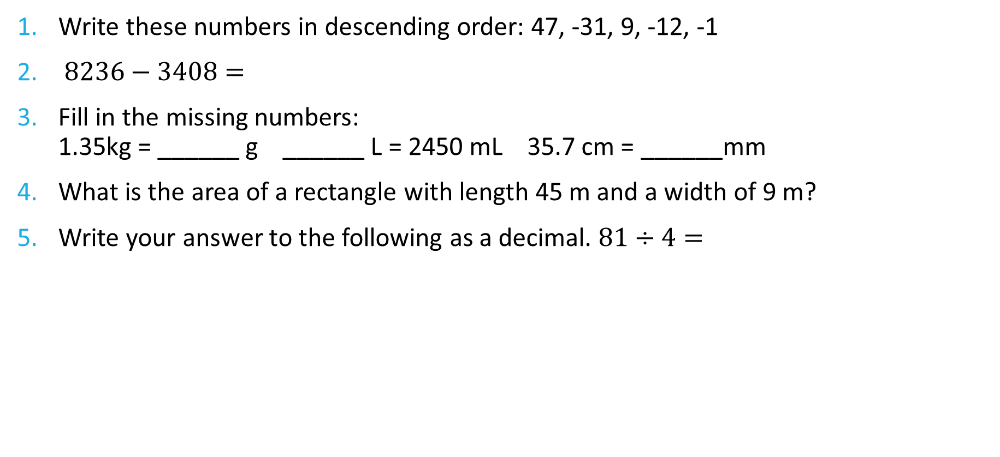 1. Write these numbers in descending order: 47, -31, 9, -12, -1
2. 8236 − 3408 =
3. Fill in the missing numbers:
1.35kg = ______ g ______ L = 2450 mL 35.7 cm = ______mm
4. What is the area of a rectangle with length 45 m and a width of 9 m?
5. Write your answer to the following as a decimal. 81 ÷ 4 =